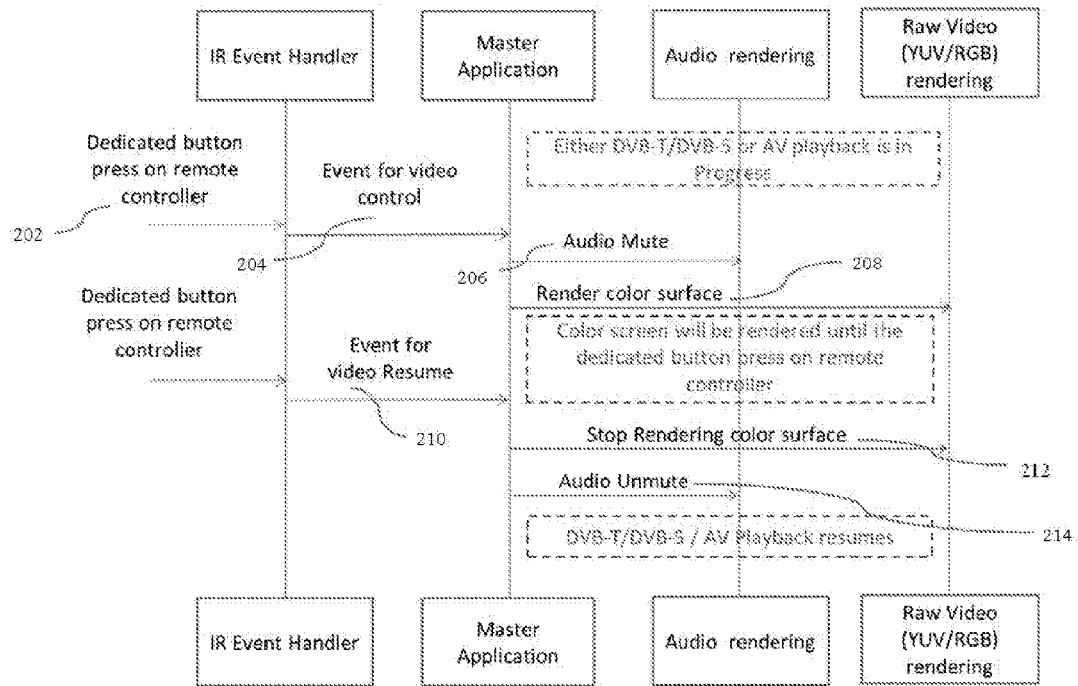 IR Event Handler
Master
Application
Audio rendering
Raw Video
(YUV/RGB)
rendering
Dedicated button
press on remote
controller
202
Event for video
control
204
Either DVB-T/DVB-S or AV playback is in
Progress
Audio Mute
206
208
Render color surface
Dedicated button
press on remote
controller
Event for
video Resume
210
Color screen will be rendered until the
dedicated button press on remote
controller
Stop Rendering color surface
212
Audio Unmute
214
DVB-T/DVB-S / AV Playback resumes
IR Event Handler
Master
Application
Audio rendering
Raw Video
(YUV/RGB)
rendering